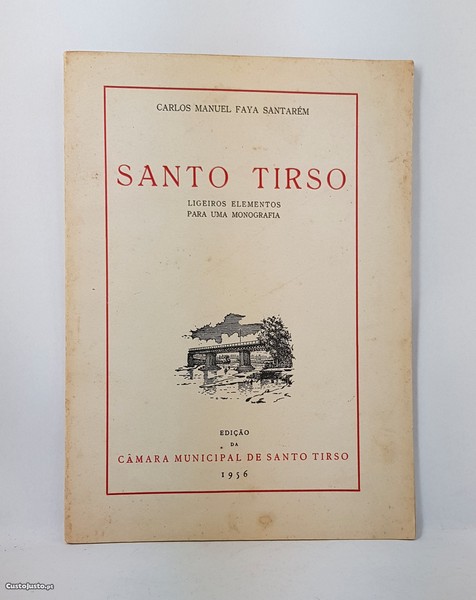 CARLOS MANUEL FAYA SANTARÉM
SANTO TIRSO
LIGEIROS ELEMENTOS
PARA UMA MONOGRAFIA
EDIÇÃO
DA
CÂMARA MUNICIPAL DE SANTO TIRSO
1956
CustoJusto.pt